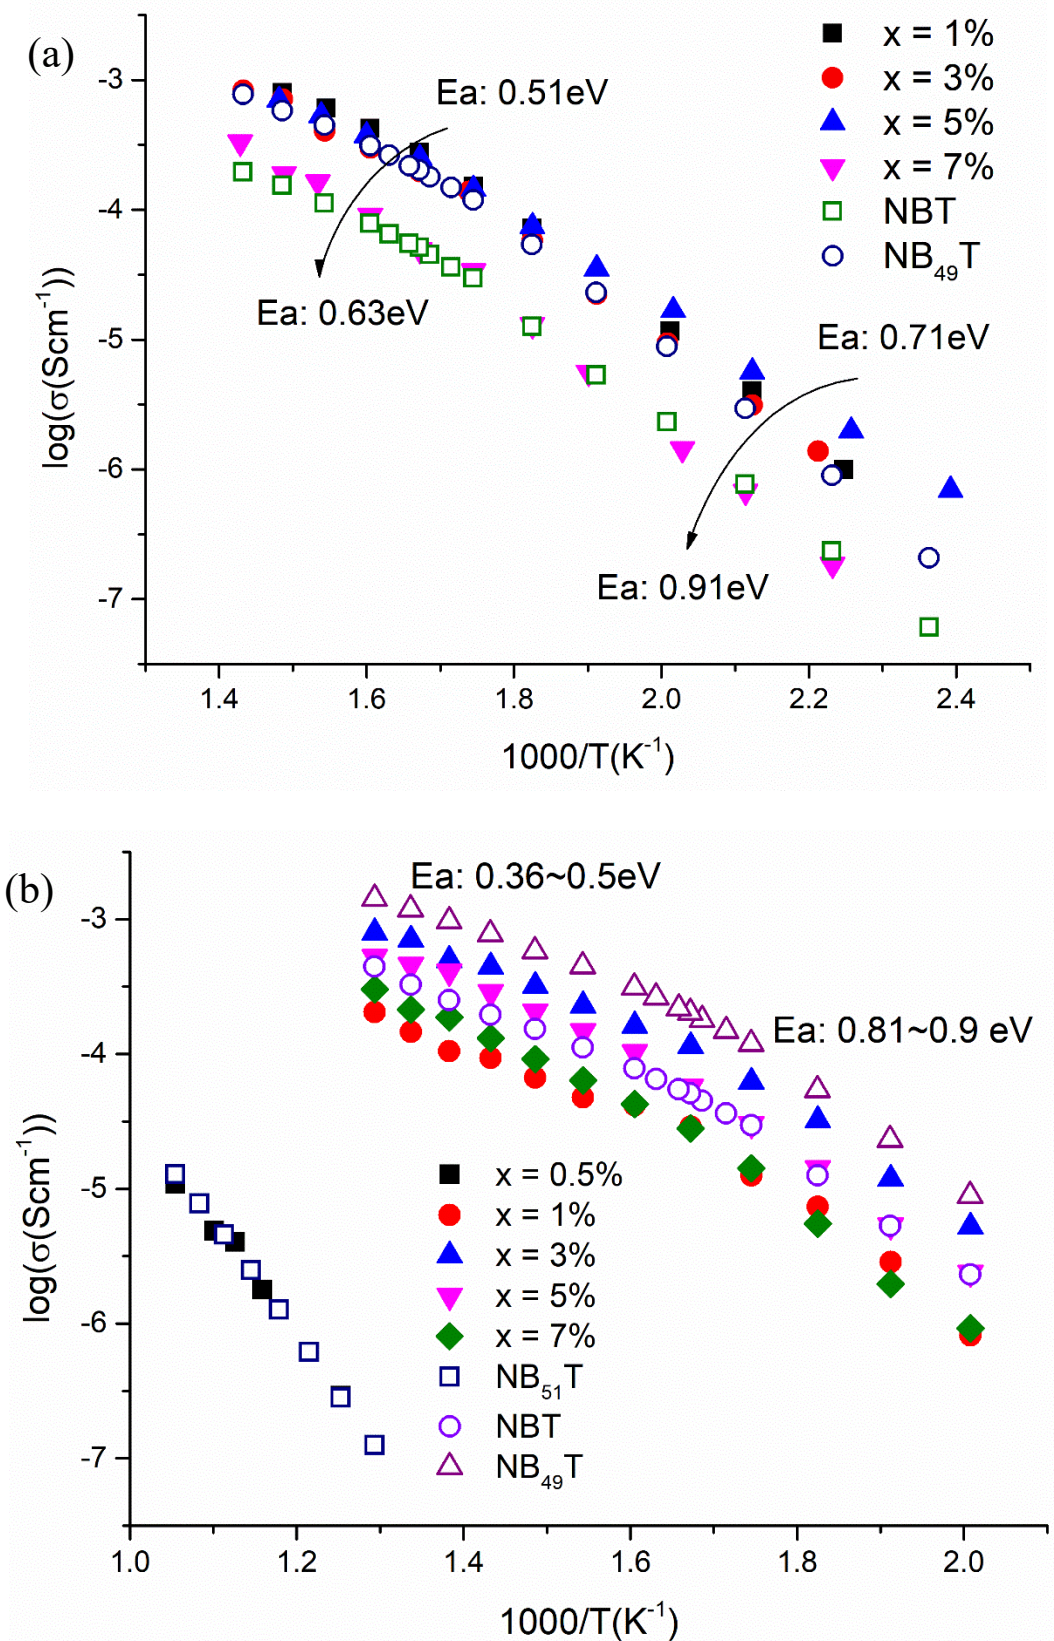 (a)
x = 1%
x = 3%
x = 5%
x = 7%
NBT
NB49T
Ea: 0.51eV
Ea: 0.63eV
Ea: 0.71eV
Ea: 0.91eV
log(σ(Scm-1))
-3
-4
-5
-6
-7
1.4 1.6 1.8 2.0 2.2 2.4
1000/T(K-1)
(b)
Ea: 0.36~0.5eV
Ea: 0.81~0.9 eV
x = 0.5%
x = 1%
x = 3%
x = 5%
x = 7%
NB51T
NBT
NB49T
log(σ(Scm-1))
-3
-4
-5
-6
-7
1.0 1.2 1.4 1.6 1.8 2.0
1000/T(K-1)